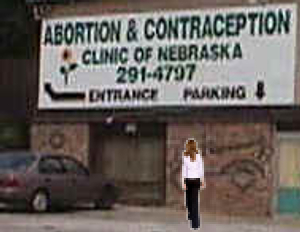 ABORTION & CONTRACEPTION
CLINIC OF NEBRASKA
291-4797
ENTRANCE PARKING